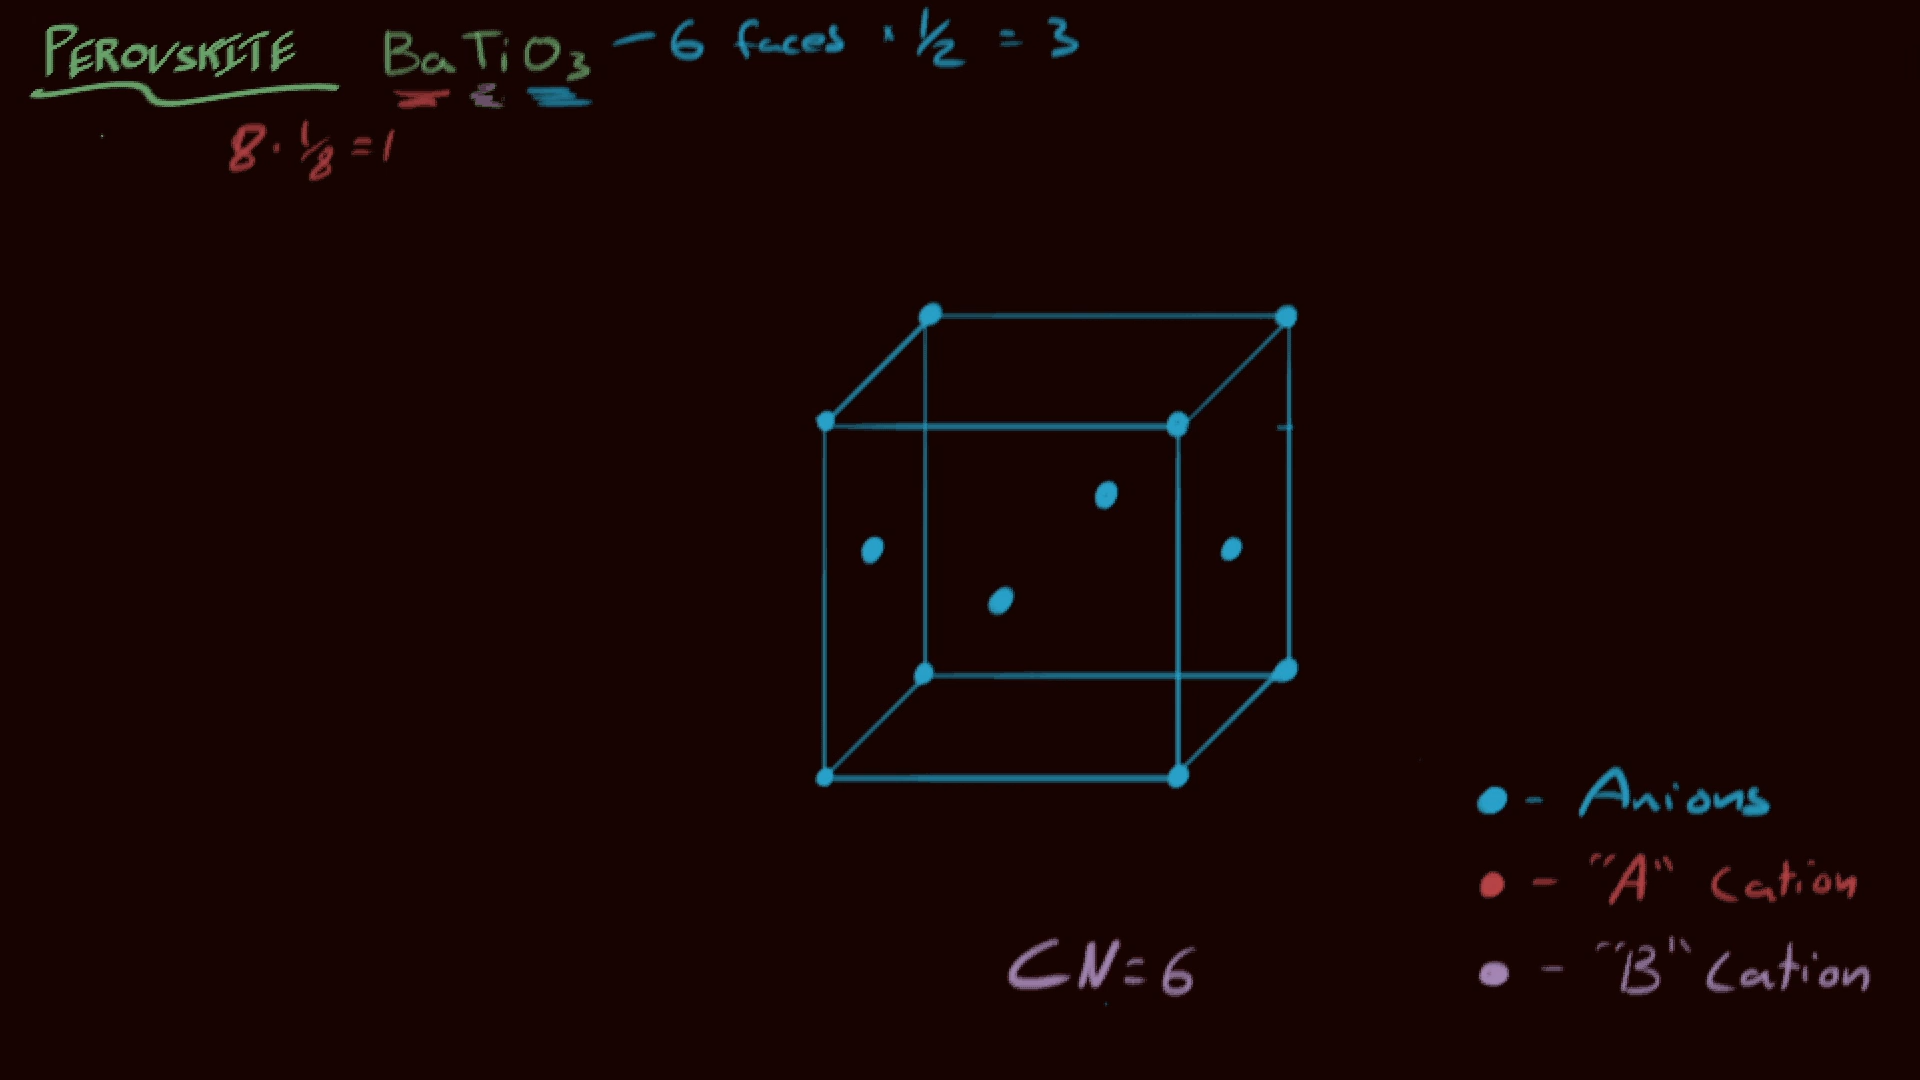 PEROVSKITE BaTiO₃ — 6 faces · 1/2 = 3
8 · 1/8 = 1
- Anions
- "A" Cation
CN = 6
- "B" Cation